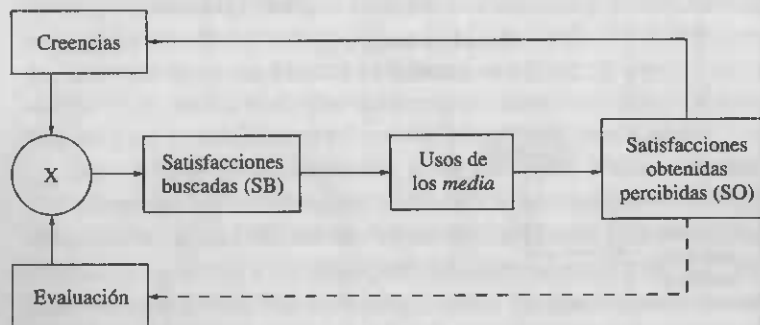 Creencias
X
Satisfacciones
buscadas (SB)
Usos de
los media
Satisfacciones
obtenidas
percibidas (SO)
Evaluación